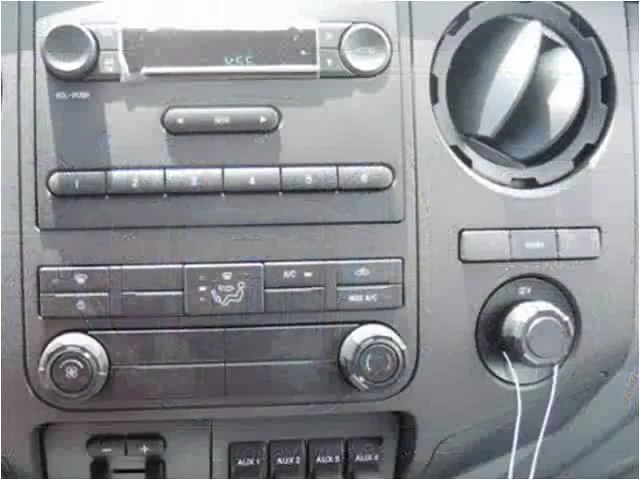 VOL-PUSH
1 2 3 4 5 6
A/C
MAX A/C
12V
- +
AUX 1 AUX 2 AUX 3 AUX 4